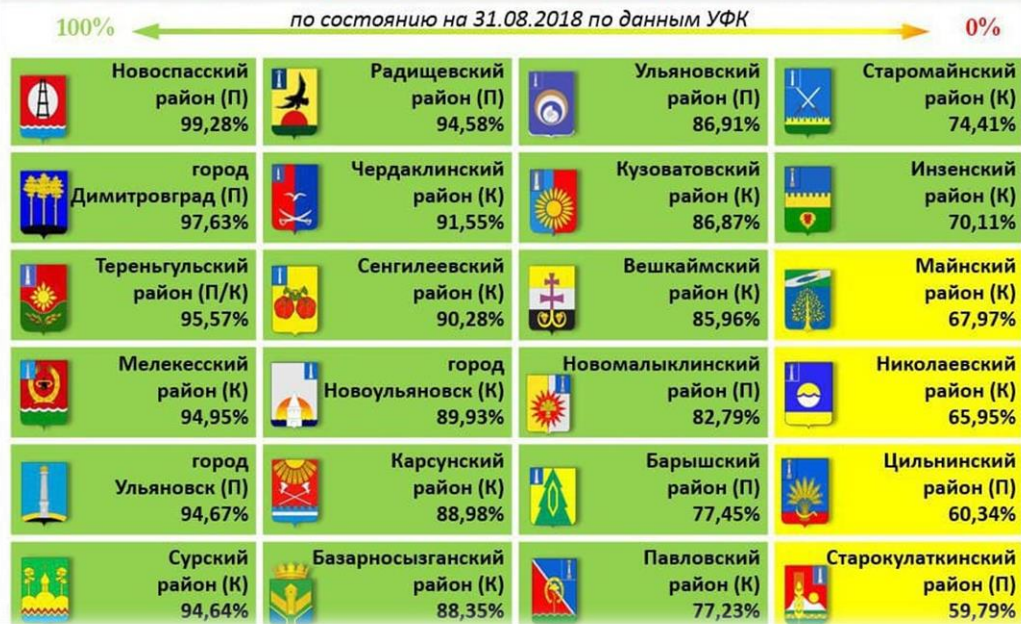 по состоянию на 31.08.2018 по данным УФК
100%
0%
Новоспасский
район (П)
99,28%
Радищевский
район (П)
94,58%
Ульяновский
район (П)
86,91%
Старомайнский
район (К)
74,41%
город
Димитровград (П)
97,63%
Чердаклинский
район (К)
91,55%
Кузоватовский
район (К)
86,87%
Инзенский
район (К)
70,11%
Тереньгульский
район (П/К)
95,57%
Сенгилеевский
район (К)
90,28%
Вешкаймский
район (К)
85,96%
Майнский
район (К)
67,97%
Мелекесский
район (К)
94,95%
город
Новоульяновск (К)
89,93%
Новомалыклинский
район (П)
82,79%
Николаевский
район (К)
65,95%
город
Ульяновск (П)
94,67%
Карсунский
район (К)
88,98%
Барышский
район (П)
77,45%
Цильнинский
район (П)
60,34%
Сурский
район (К)
94,64%
Базарносызганский
район (К)
88,35%
Павловский
район (К)
77,23%
Старокулаткинский
район (П)
59,79%